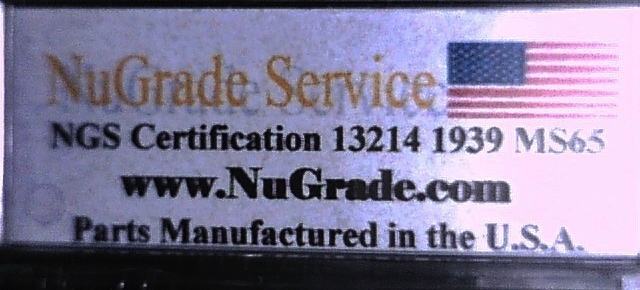 NuGrade Service
NGS Certification 13214 1939 MS65
www.NuGrade.com
Parts Manufactured in the U.S.A.